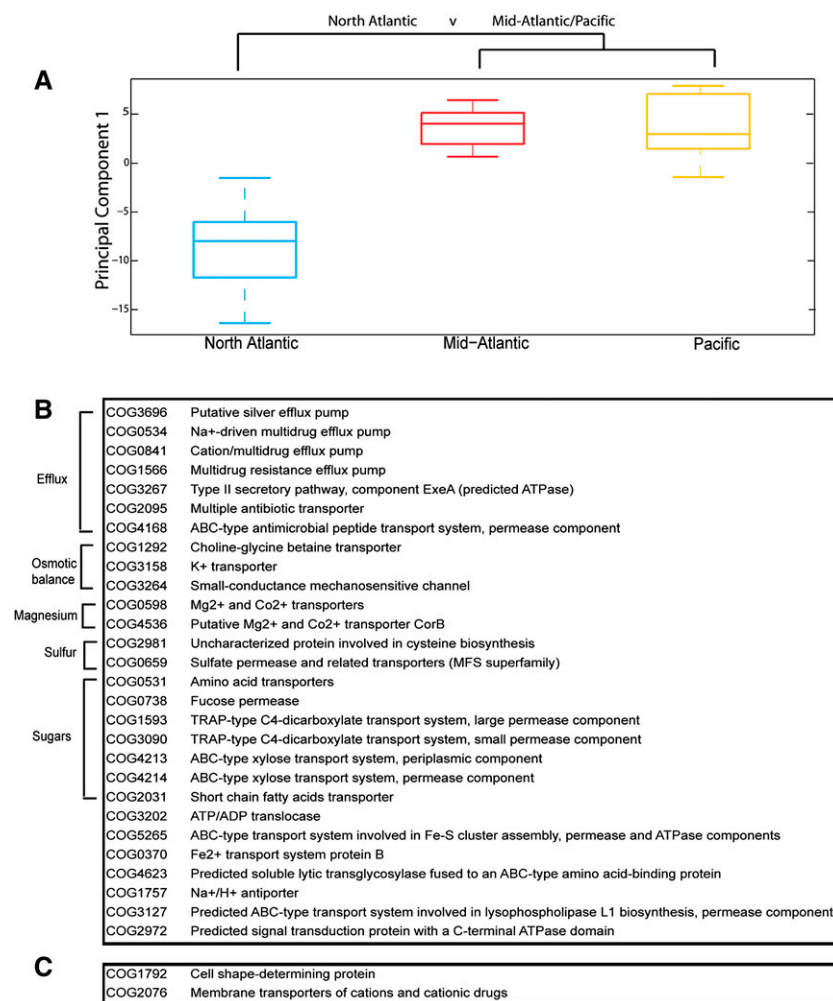 North Atlantic v Mid-Atlantic/Pacific
A
Principal Component 1
5
0
−5
−10
−15
North Atlantic
Mid−Atlantic
Pacific
B
Efflux
COG3696 Putative silver efflux pump
COG0534 Na+-driven multidrug efflux pump
COG0841 Cation/multidrug efflux pump
COG1566 Multidrug resistance efflux pump
COG3267 Type II secretory pathway, component ExeA (predicted ATPase)
COG2095 Multiple antibiotic transporter
COG4168 ABC-type antimicrobial peptide transport system, permease component
Osmotic
balance
COG1292 Choline-glycine betaine transporter
COG3158 K+ transporter
COG3264 Small-conductance mechanosensitive channel
Magnesium
COG0598 Mg2+ and Co2+ transporters
COG4536 Putative Mg2+ and Co2+ transporter CorB
Sulfur
COG2981 Uncharacterized protein involved in cysteine biosynthesis
COG0659 Sulfate permease and related transporters (MFS superfamily)
Sugars
COG0531 Amino acid transporters
COG0738 Fucose permease
COG1593 TRAP-type C4-dicarboxylate transport system, large permease component
COG3090 TRAP-type C4-dicarboxylate transport system, small permease component
COG4213 ABC-type xylose transport system, periplasmic component
COG4214 ABC-type xylose transport system, permease component
COG2031 Short chain fatty acids transporter
COG3202 ATP/ADP translocase
COG5265 ABC-type transport system involved in Fe-S cluster assembly, permease and ATPase components
COG0370 Fe2+ transport system protein B
COG4623 Predicted soluble lytic transglycosylase fused to an ABC-type amino acid-binding protein
COG1757 Na+/H+ antiporter
COG3127 Predicted ABC-type transport system involved in lysophospholipase L1 biosynthesis, permease component
COG2972 Predicted signal transduction protein with a C-terminal ATPase domain
C
COG1792 Cell shape-determining protein
COG2076 Membrane transporters of cations and cationic drugs